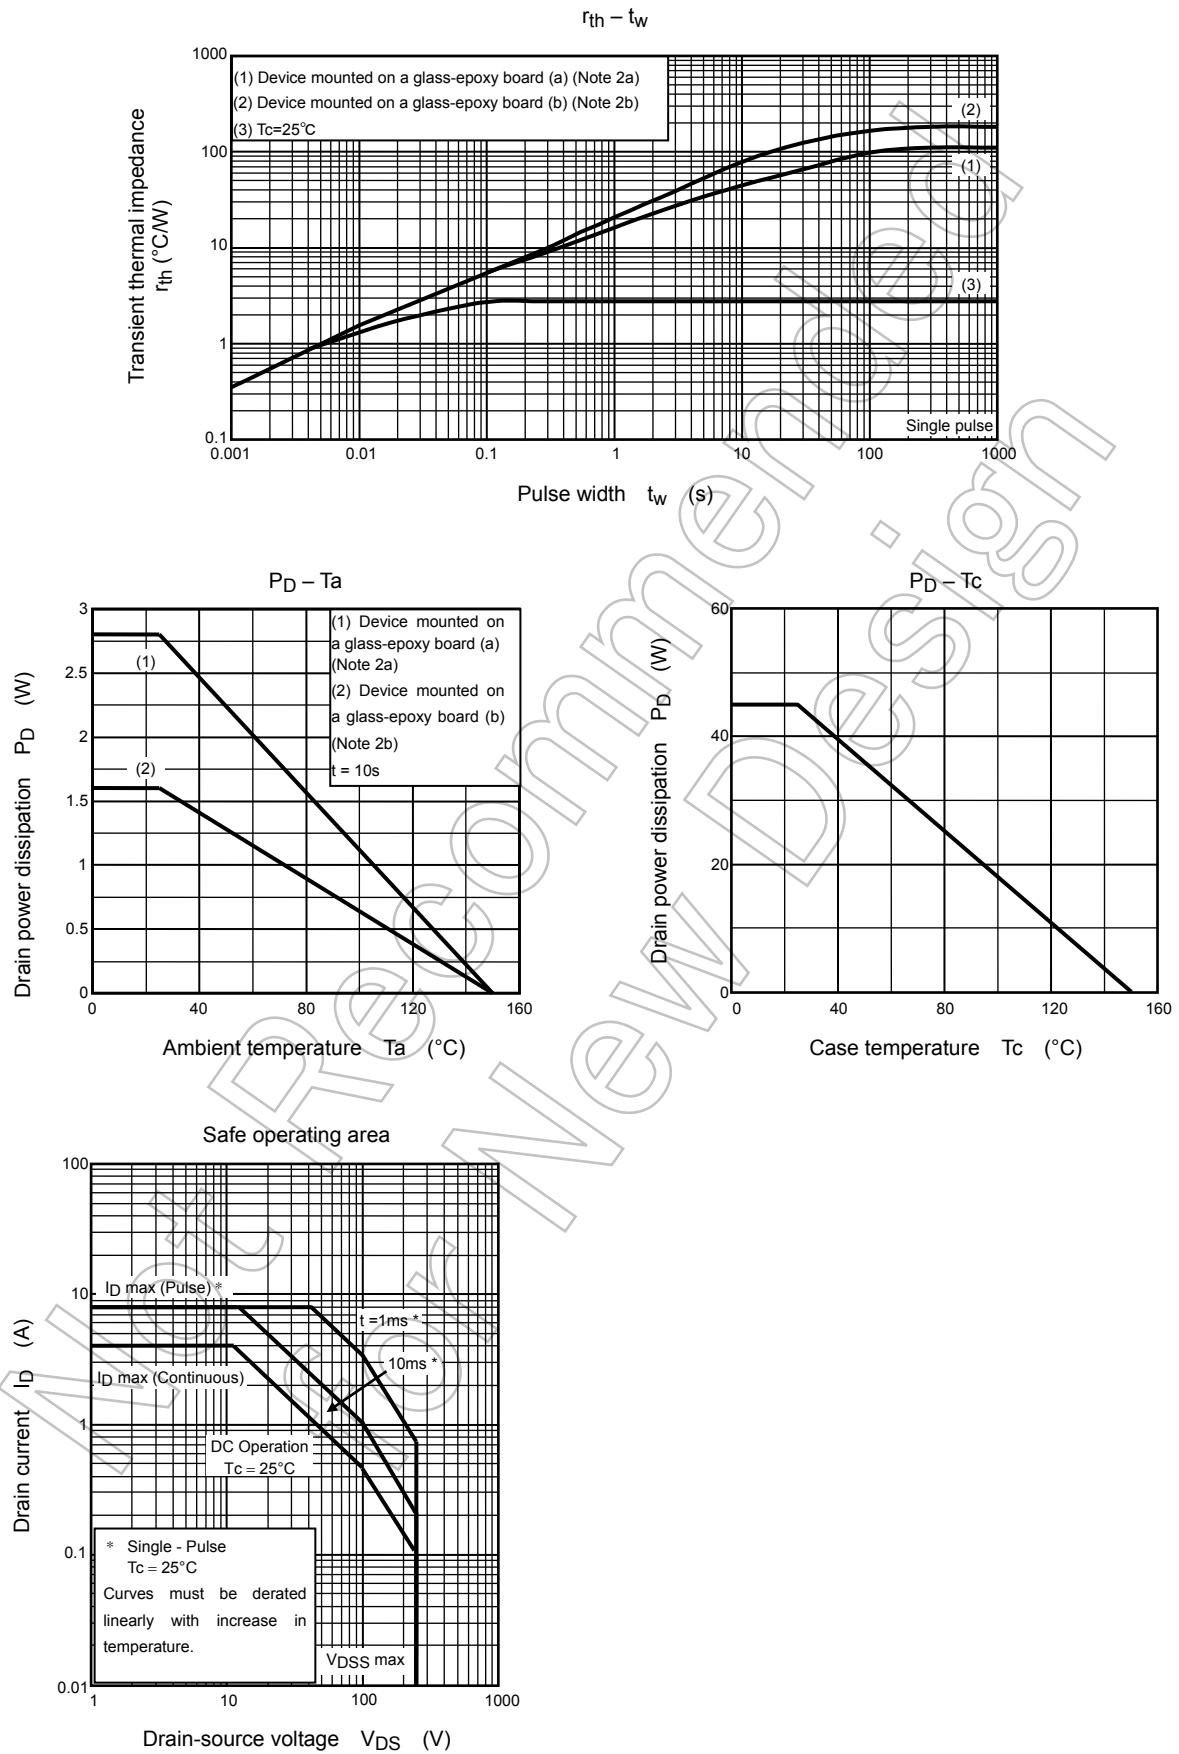 rth – tw
1000
100
10
1
0.1
Transient thermal impedance
rth (°C/W)
(1) Device mounted on a glass-epoxy board (a) (Note 2a)
(2) Device mounted on a glass-epoxy board (b) (Note 2b)
(3) Tc=25°C
(2)
(1)
(3)
Single pulse
0.001 0.01 0.1 1 10 100 1000
Pulse width tw (s)
PD – Ta
3
2.5
2
1.5
1
0.5
0
Drain power dissipation PD (W)
(1)
(2)
(1) Device mounted on
a glass-epoxy board (a)
(Note 2a)
(2) Device mounted on
a glass-epoxy board (b)
(Note 2b)
t = 10s
0 40 80 120 160
Ambient temperature Ta (°C)
PD – Tc
60
40
20
0
Drain power dissipation PD (W)
0 40 80 120 160
Case temperature Tc (°C)
Safe operating area
100
10
1
0.1
0.01
Drain current ID (A)
ID max (Pulse) *
t =1ms *
10ms *
ID max (Continuous)
DC Operation
Tc = 25°C
* Single - Pulse
Tc = 25°C
Curves must be derated
linearly with increase in
temperature.
VDSS max
1 10 100 1000
Drain-source voltage VDS (V)
Not Recommended
for New Design